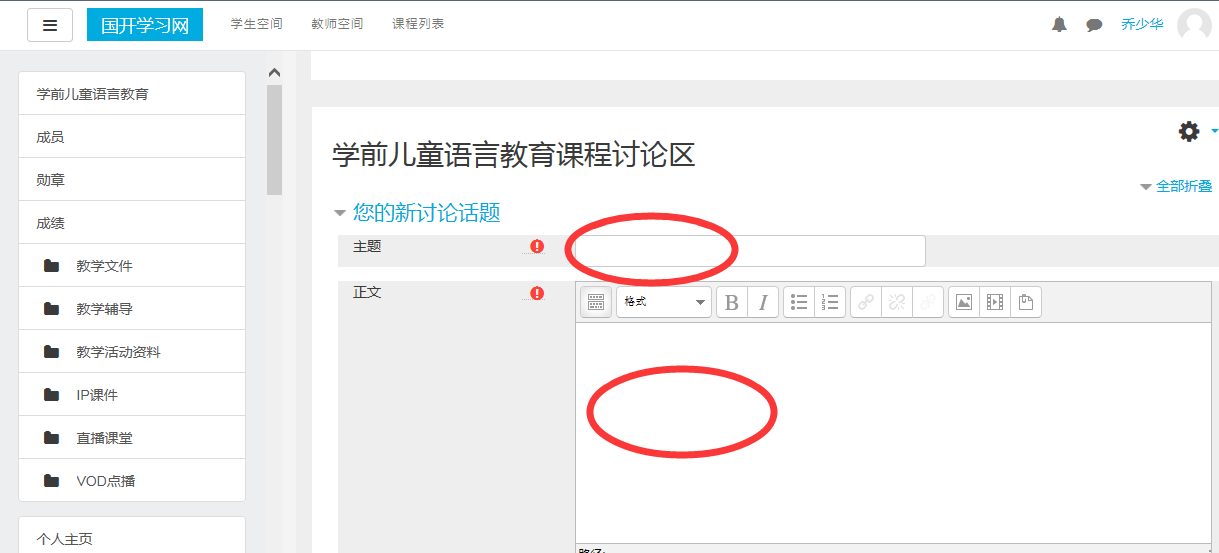 国开学习网 学生空间 教师空间 课程列表 乔少华
学前儿童语言教育
成员
勋章
成绩
教学文件
教学辅导
教学活动资料
IP课件
直播课堂
VOD点播
个人主页
学前儿童语言教育课程讨论区
全部折叠
您的新讨论话题
主题
正文
格式 B I
路径: